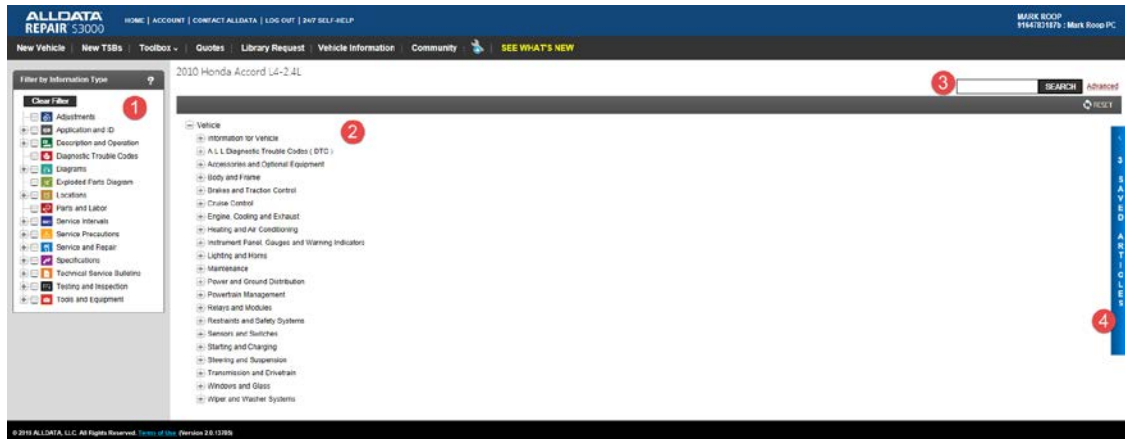 ALLDATA
REPAIR S3000
HOME | ACCOUNT | CONTACT ALLDATA | LOG OUT | 24/7 SELF-HELP
MARK ROOP
: Mark Roop PC
New Vehicle | New TSBs | Toolbox | Quotes | Library Request | Vehicle Information | Community | SEE WHAT'S NEW
2010 Honda Accord L4-2.4L
3
SEARCH Advanced
RESET
Filter by Information Type ?
Clear Filter
1
Adjustments
Application and ID
Description and Operation
Diagnostic Trouble Codes
Diagrams
Exploded Parts Diagram
Locations
Parts and Labor
Service Intervals
Service Precautions
Service and Repair
Specifications
Technical Service Bulletins
Testing and Inspection
Tools and Equipment
Vehicle
2
Information for Vehicle
A L L Diagnostic Trouble Codes ( DTC )
Accessories and Optional Equipment
Body and Frame
Brakes and Traction Control
Cruise Control
Engine, Cooling and Exhaust
Heating and Air Conditioning
Instrument Panel, Gauges and Warning Indicators
Lighting and Horns
Maintenance
Power and Ground Distribution
Powertrain Management
Relays and Modules
Restraints and Safety Systems
Sensors and Switches
Starting and Charging
Steering and Suspension
Transmission and Drivetrain
Windows and Glass
Wiper and Washer Systems
3 SAVED ARTICLES
4
ALLDATA, LLC. All Rights Reserved. Terms of Use